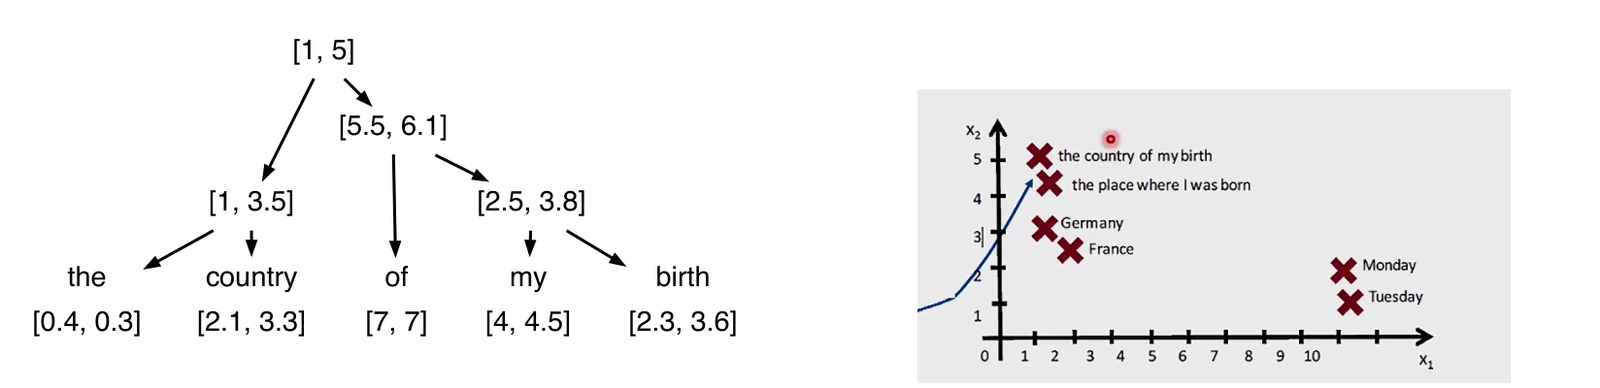 [1, 5]
[5.5, 6.1]
[1, 3.5] [2.5, 3.8]
the country of my birth
[0.4, 0.3] [2.1, 3.3] [7, 7] [4, 4.5] [2.3, 3.6]
x2
5 the country of my birth
the place where I was born
4
Germany
3
France
Monday
2
Tuesday
1
0 1 2 3 4 5 6 7 8 9 10
x1